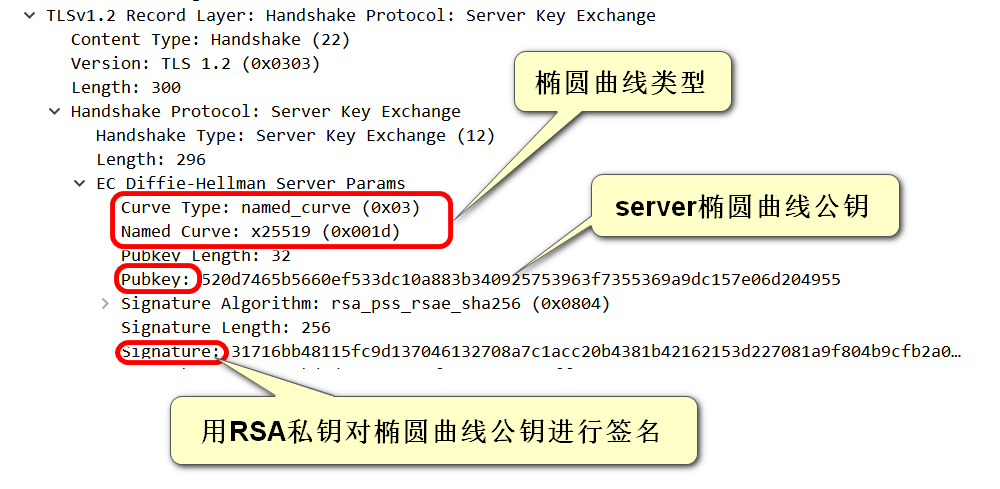 TLSv1.2 Record Layer: Handshake Protocol: Server Key Exchange
Content Type: Handshake (22)
Version: TLS 1.2 (0x0303)
Length: 300
椭圆曲线类型
Handshake Protocol: Server Key Exchange
Handshake Type: Server Key Exchange (12)
Length: 296
EC Diffie-Hellman Server Params
Curve Type: named_curve (0x03)
Named Curve: x25519 (0x001d)
server椭圆曲线公钥
Pubkey Length: 32
Pubkey: 520d7465b5660ef533dc10a883b340925753963f7355369a9dc157e06d204955
Signature Algorithm: rsa_pss_rsae_sha256 (0x0804)
Signature Length: 256
Signature: 31716bb48115fc9d137046132708a7c1acc20b4381b42162153d227081a9f804b9cfb2a0…
用RSA私钥对椭圆曲线公钥进行签名